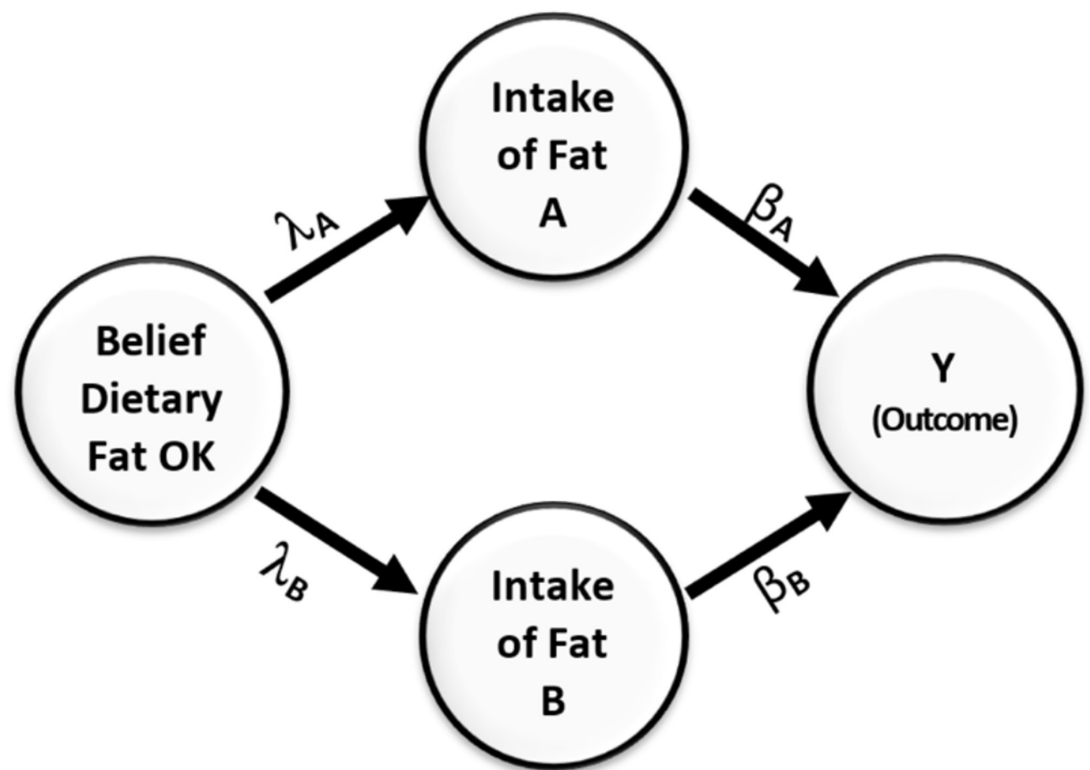 Intake
of Fat
A
λA
βA
Belief
Dietary
Fat OK
Y
(Outcome)
λB
βB
Intake
of Fat
B